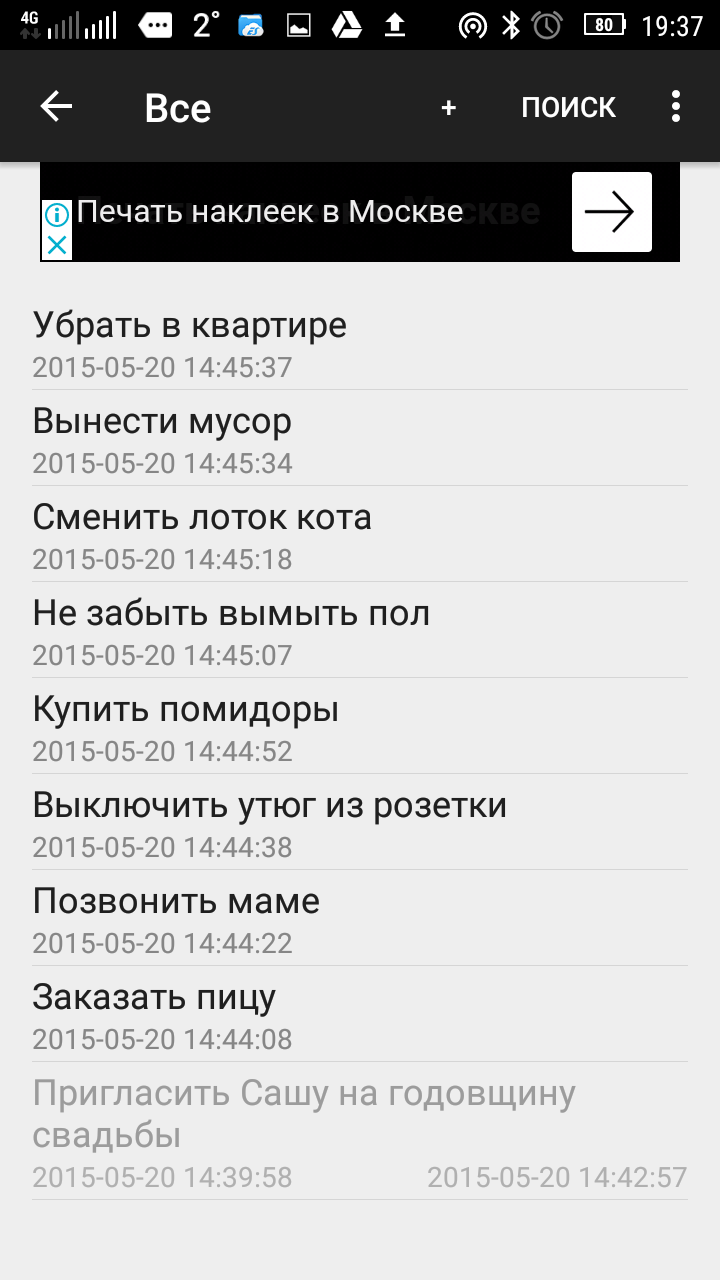 4G 2° 80 19:37
Все + ПОИСК
Печать наклеек в Москве
Убрать в квартире
2015-05-20 14:45:37
Вынести мусор
2015-05-20 14:45:34
Сменить лоток кота
2015-05-20 14:45:18
Не забыть вымыть пол
2015-05-20 14:45:07
Купить помидоры
2015-05-20 14:44:52
Выключить утюг из розетки
2015-05-20 14:44:38
Позвонить маме
2015-05-20 14:44:22
Заказать пицу
2015-05-20 14:44:08
Пригласить Сашу на годовщину
свадьбы
2015-05-20 14:39:58 2015-05-20 14:42:57